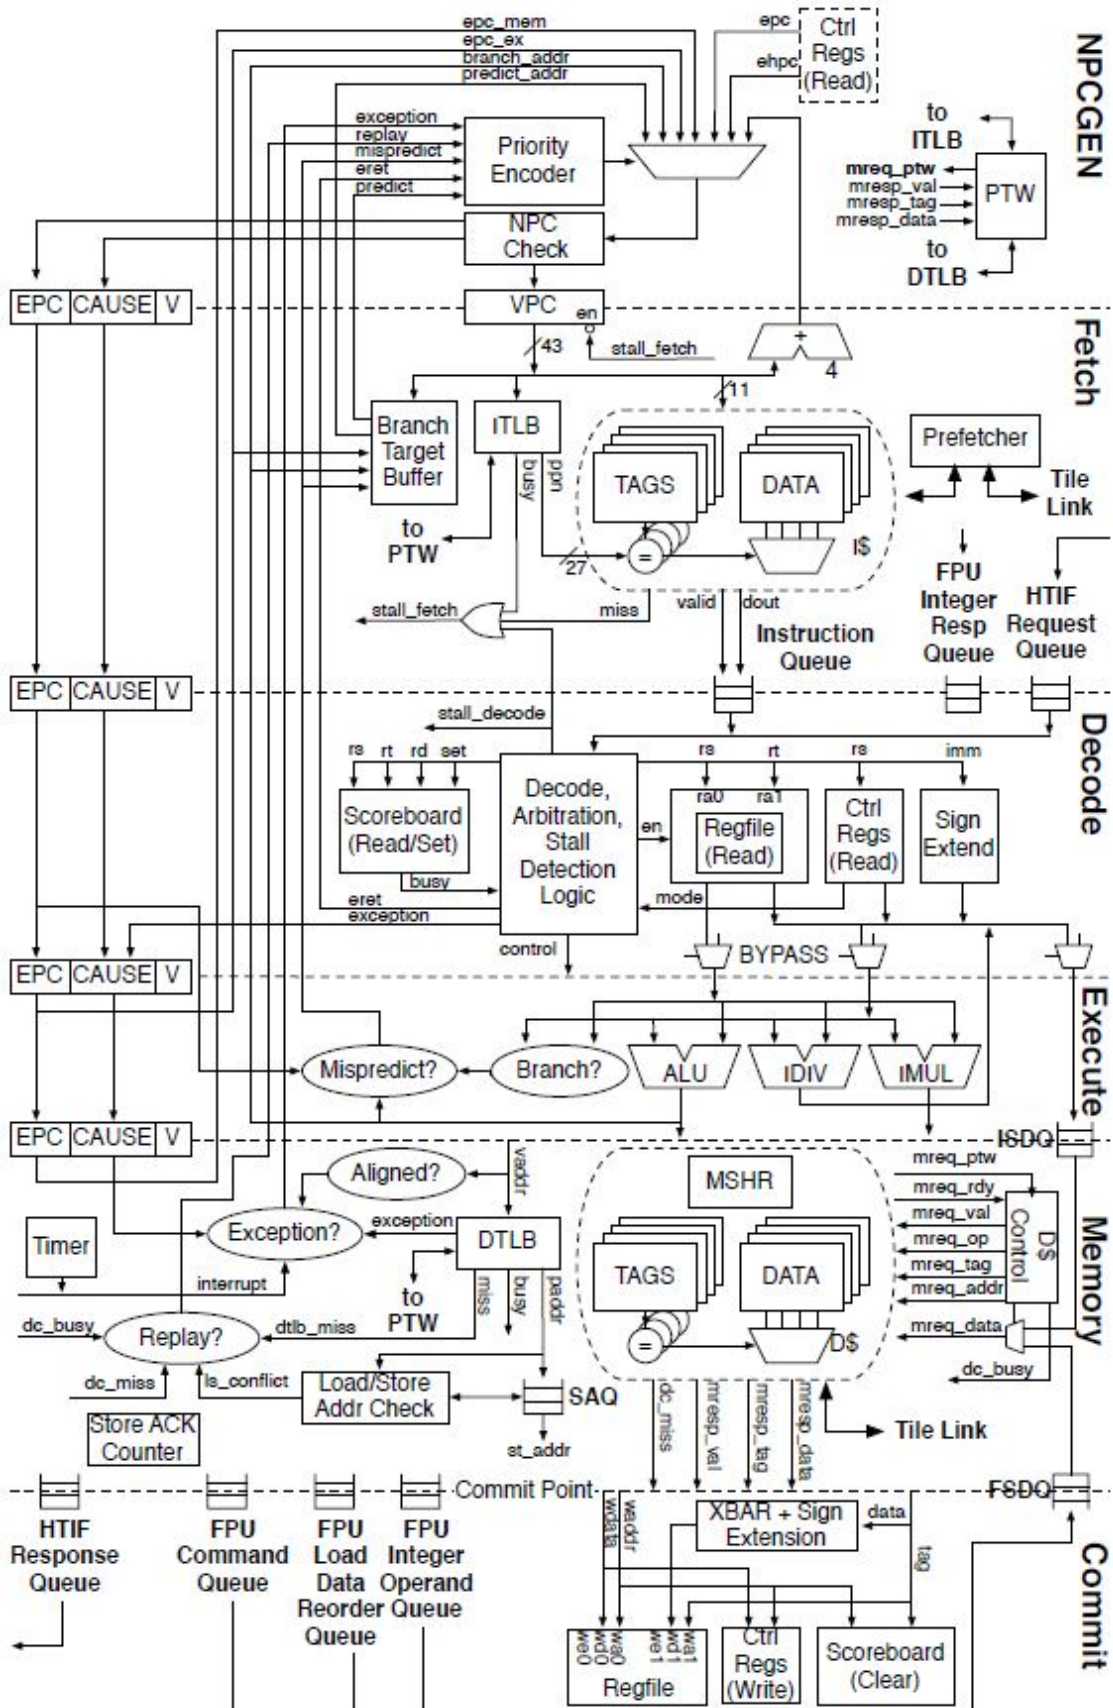 epc_mem
epc_ex
branch_addr
predict_addr
epc
ehpc
Ctrl
Regs
(Read)
NPCGEN
exception
replay
mispredict
eret
predict
Priority
Encoder
to
ITLB
mreq_ptw
mresp_val
mresp_tag
mresp_data
PTW
to
DTLB
NPC
Check
EPC CAUSE V
VPC
en
43
stall_fetch
+
4
11
Fetch
Branch
Target
Buffer
ITLB
busy
ppn
to
PTW
27
TAGS
DATA
=
I$
Prefetcher
Tile
Link
stall_fetch
miss
valid
dout
Instruction
Queue
FPU
Integer
Resp
Queue
HTIF
Request
Queue
EPC CAUSE V
Decode
stall_decode
rs rt rd set
Scoreboard
(Read/Set)
busy
eret
exception
Decode,
Arbitration,
Stall
Detection
Logic
control
en
rs rt
ra0 ra1
Regfile
(Read)
rs
Ctrl
Regs
(Read)
imm
Sign
Extend
mode
BYPASS
EPC CAUSE V
Execute
Mispredict?
Branch?
ALU
IDIV
IMUL
EPC CAUSE V
ISDQ
Memory
Aligned?
vaddr
Exception?
exception
DTLB
Timer
interrupt
to
PTW
miss
busy
paddr
dc_busy
Replay?
dtlb_miss
dc_miss
ls_conflict
Load/Store
Addr Check
SAQ
st_addr
Store ACK
Counter
MSHR
TAGS
DATA
=
D$
mreq_ptw
mreq_rdy
mreq_val
mreq_op
mreq_tag
mreq_addr
mreq_data
D$
Control
dc_busy
dc_miss
mresp_val
mresp_tag
mresp_data
Tile Link
Commit Point
FSDQ
Commit
HTIF
Response
Queue
FPU
Command
Queue
FPU
Load
Data
Reorder
Queue
FPU
Integer
Operand
Queue
wdata
waddr
XBAR + Sign
Extension
data
tag
we0
wd0
wa0
we1
wd1
wa1
Regfile
Ctrl
Regs
(Write)
Scoreboard
(Clear)